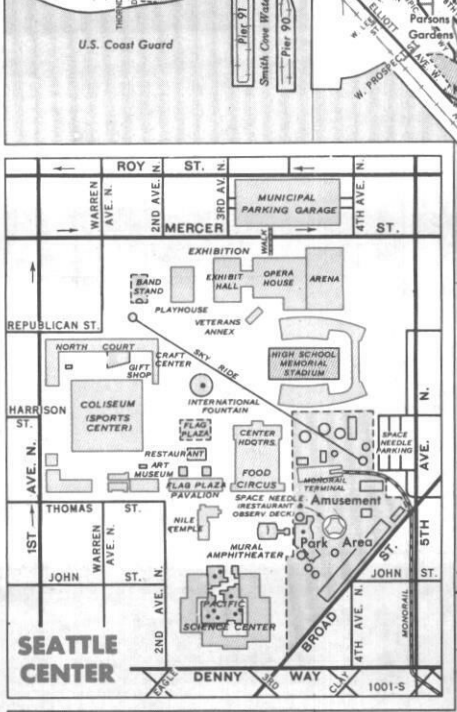 THORND
Pier 91
Smith Cove Wate
Pier 90
U.S. Coast Guard
ELLIOTT
AVE. W.
W. PROSPECT ST.
Parsons
Gardens
ROY ST.
WARREN
AVE. N.
2ND AVE. N.
3RD AV. N.
4TH AVE. N.
MUNICIPAL
PARKING GARAGE
MERCER ST.
WALK
EXHIBITION
BAND
STAND
EXHIBIT
HALL
OPERA
HOUSE
ARENA
PLAYHOUSE
VETERANS
ANNEX
REPUBLICAN ST.
NORTH COURT
CRAFT
CENTER
GIFT
SHOP
SKY RIDE
HIGH SCHOOL
MEMORIAL
STADIUM
COLISEUM
(SPORTS
CENTER)
INTERNATIONAL
FOUNTAIN
HARRISON
ST.
FLAG
PLAZA
CENTER
HDQTRS.
SPACE
NEEDLE
PARKING
RESTAURANT
ART
MUSEUM
FOOD
CIRCUS
MONORAIL
TERMINAL
FLAG PLAZA
PAVALION
SPACE NEEDLE
(RESTAURANT
OBSERV. DECK)
Amusement
Park Area
THOMAS ST.
NILE
TEMPLE
MURAL
AMPHITHEATER
1ST AVE. N.
WARREN
AVE. N.
JOHN ST.
2ND AVE. N.
PACIFIC
SCIENCE CENTER
BROAD ST.
4TH AVE. N.
JOHN ST.
5TH AVE. N.
MONORAIL
SEATTLE
CENTER
EAGLE
DENNY WAY
3RD
CLAY
1001-S